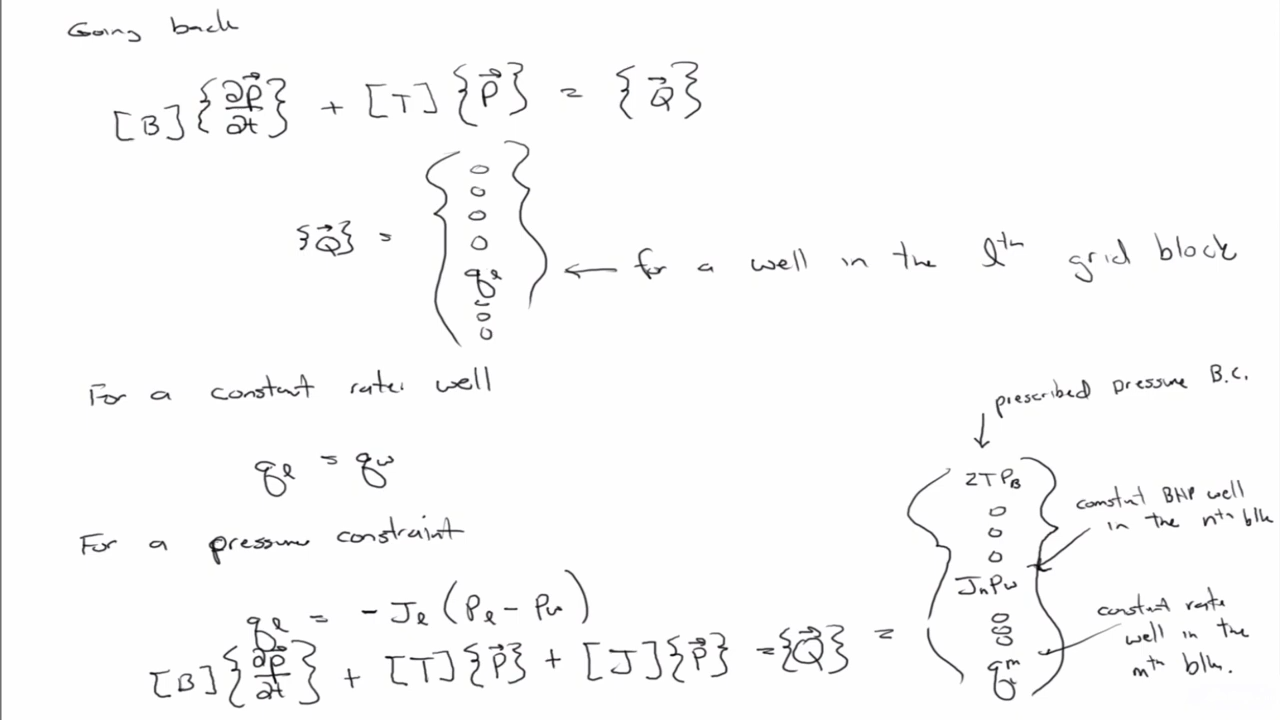 Going back
[B]{∂p⃗/∂t} + [T]{P⃗} = {Q⃗}
{Q⃗} = { 0 0 0 0 qℓ 0 0 } ← for a well in the lth grid block
For a constant rate well
qℓ = qw
For a pressure constraint
qℓ = -Jℓ (Pℓ - Pw)
[B]{∂p⃗/∂t} + [T]{P⃗} + [J]{P⃗} = {Q⃗} = { 2TPB 0 0 0 JnPw 0 0 0 qm }
prescribed pressure B.C.
constnt BHP well
in the nth blk
constant rate
well in the
mth blk.